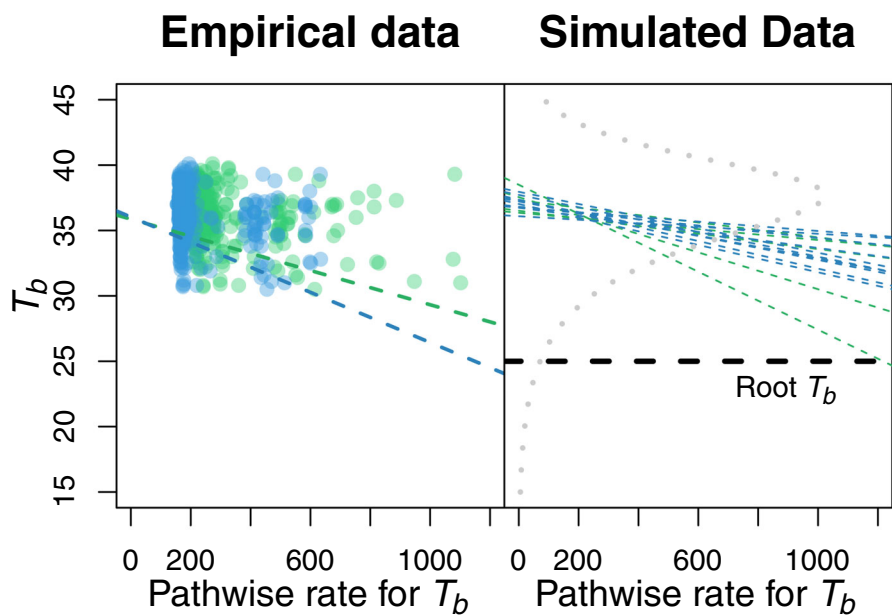 Empirical data Simulated Data
45
40
35
30
25
20
15
T_b
Root T_b
0 200 600 1000 0 200 600 1000
Pathwise rate for T_b Pathwise rate for T_b